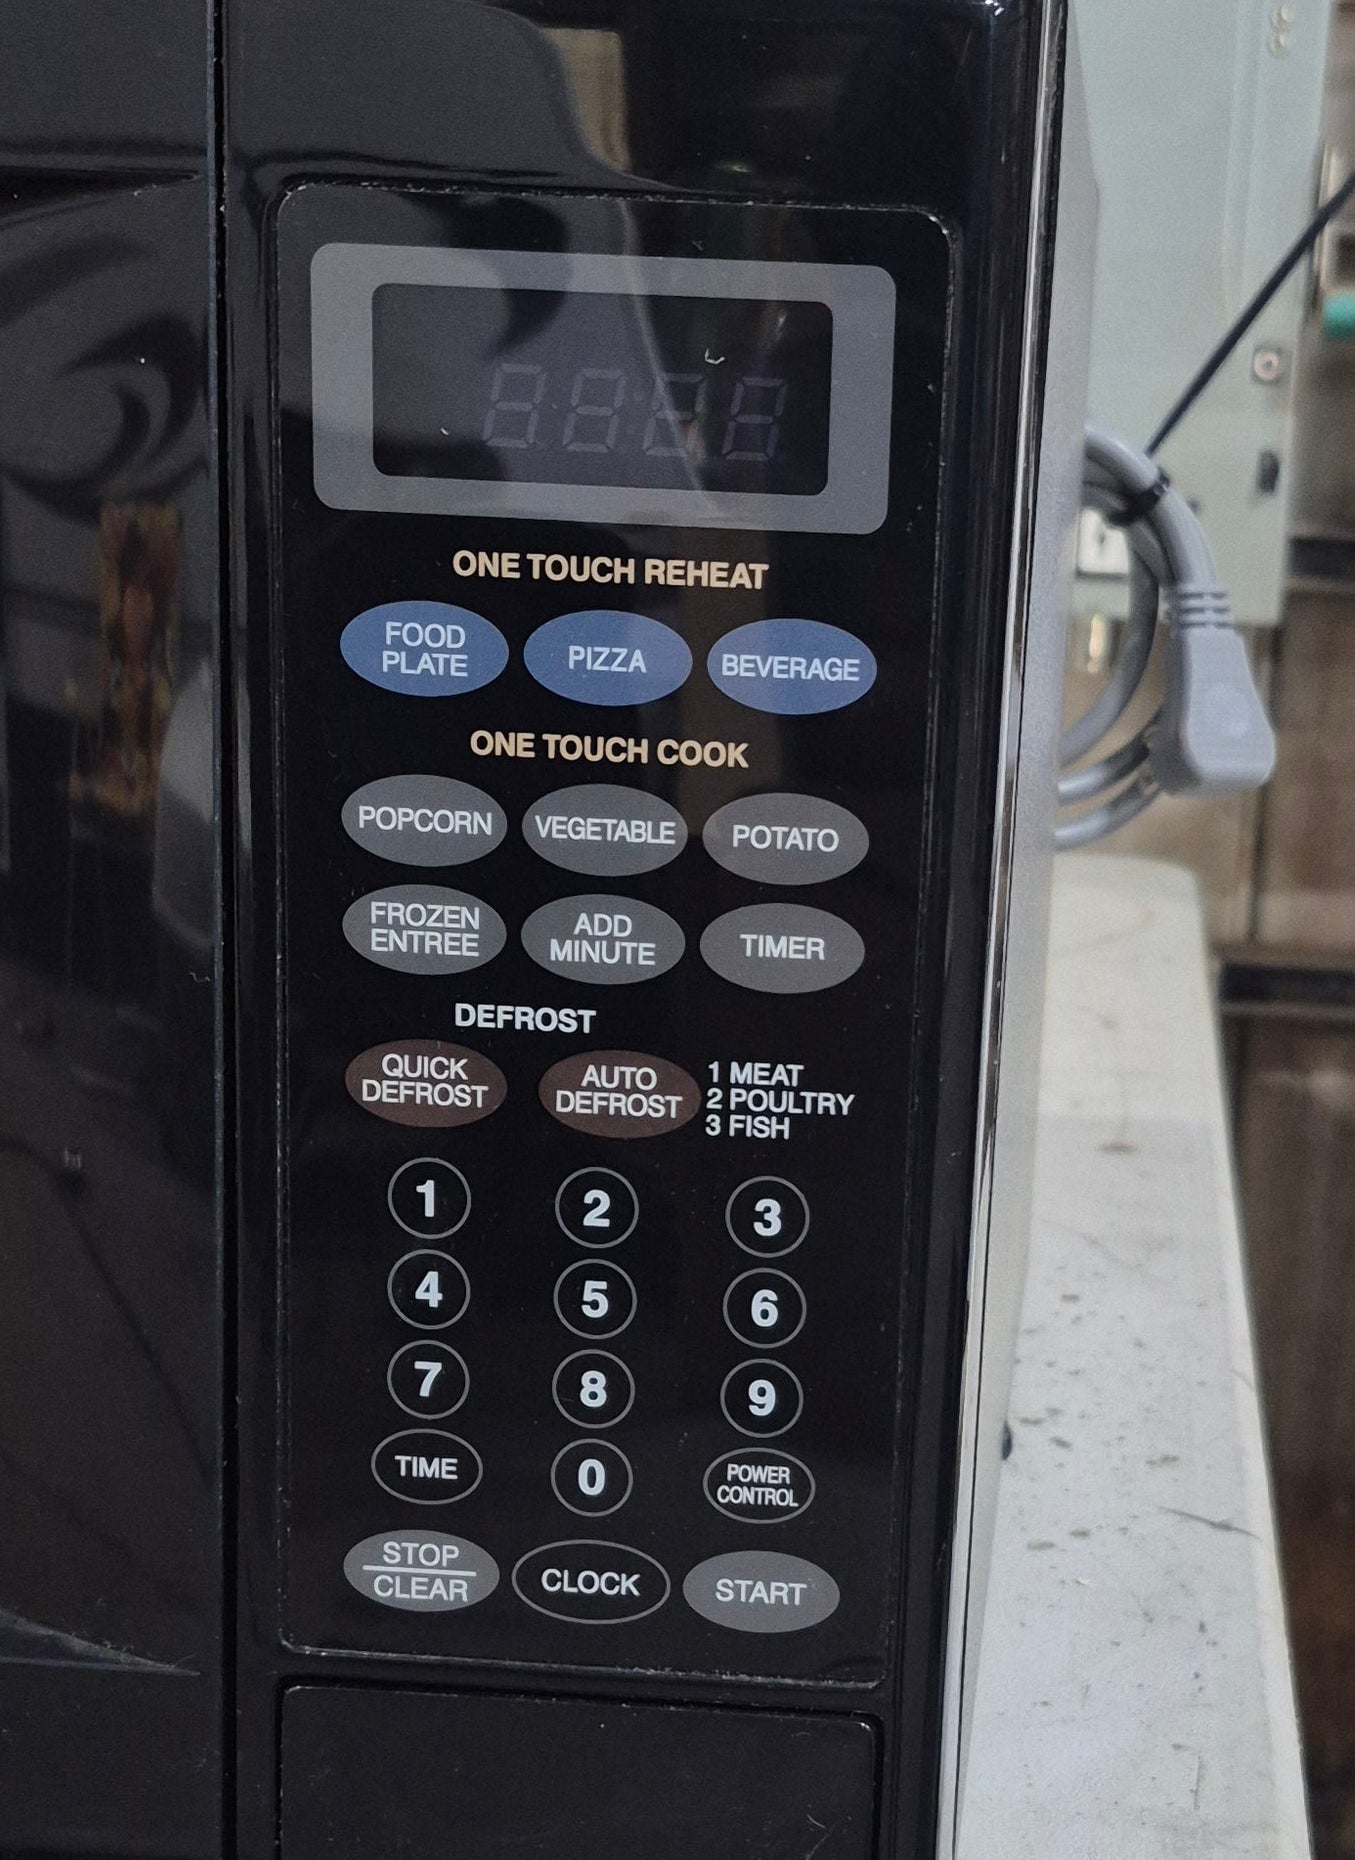 ONE TOUCH REHEAT
FOOD
PLATE
PIZZA
BEVERAGE
ONE TOUCH COOK
POPCORN
VEGETABLE
POTATO
FROZEN
ENTREE
ADD
MINUTE
TIMER
DEFROST
QUICK
DEFROST
AUTO
DEFROST
1 MEAT
2 POULTRY
3 FISH
1
2
3
4
5
6
7
8
9
TIME
0
POWER
CONTROL
STOP
CLEAR
CLOCK
START